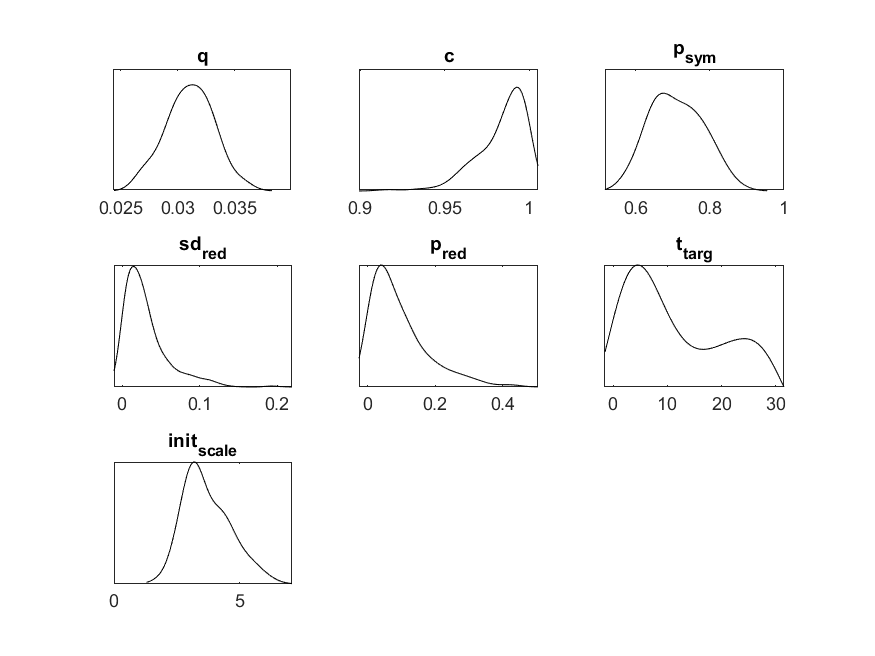 q c p_sym
0.025 0.03 0.035 0.9 0.95 1 0.6 0.8 1
sd_red p_red t_targ
0 0.1 0.2 0 0.2 0.4 0 10 20 30
init_scale
0 5